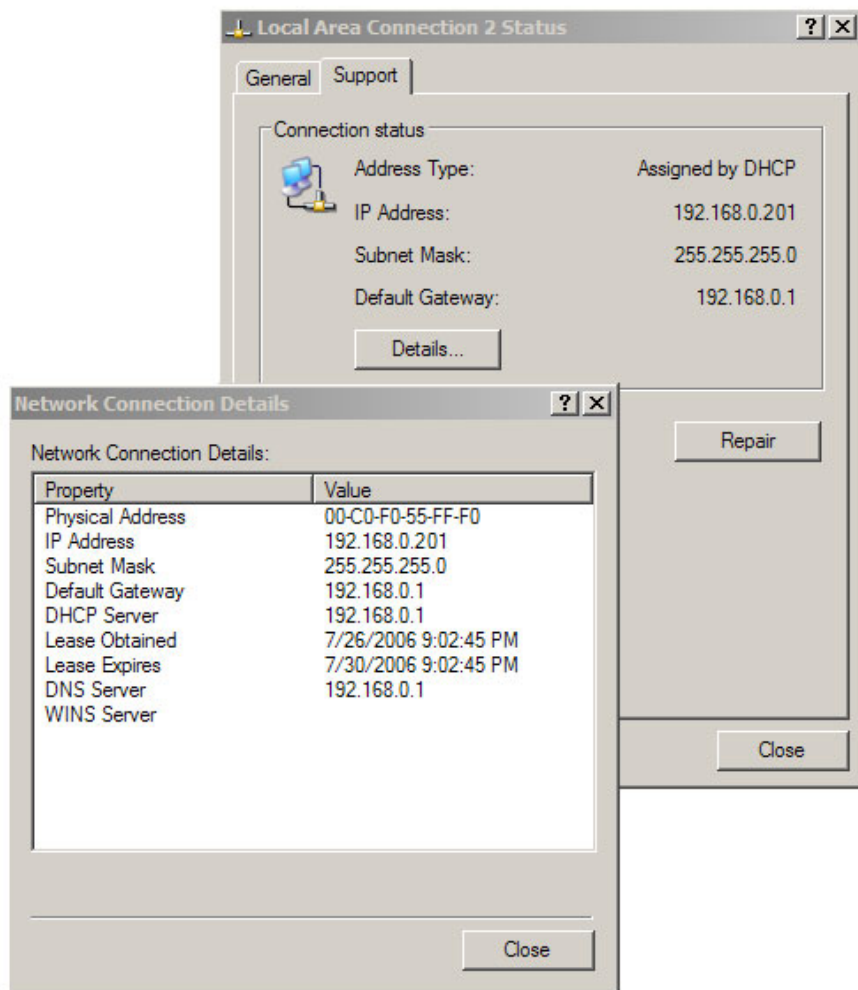 Local Area Connection 2 Status
General Support
Connection status
Address Type: Assigned by DHCP
IP Address: 192.168.0.201
Subnet Mask: 255.255.255.0
Default Gateway: 192.168.0.1
Details...
Repair
Close
Network Connection Details
Network Connection Details:
Property Value
Physical Address 00-C0-F0-55-FF-F0
IP Address 192.168.0.201
Subnet Mask 255.255.255.0
Default Gateway 192.168.0.1
DHCP Server 192.168.0.1
Lease Obtained 7/26/2006 9:02:45 PM
Lease Expires 7/30/2006 9:02:45 PM
DNS Server 192.168.0.1
WINS Server
Close